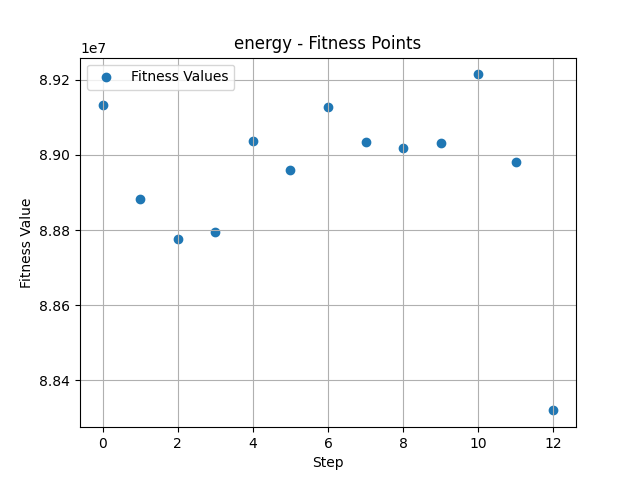 energy - Fitness Points
1e7
Fitness Values
8.92
8.90
8.88
8.86
8.84
Fitness Value
0 2 4 6 8 10 12
Step